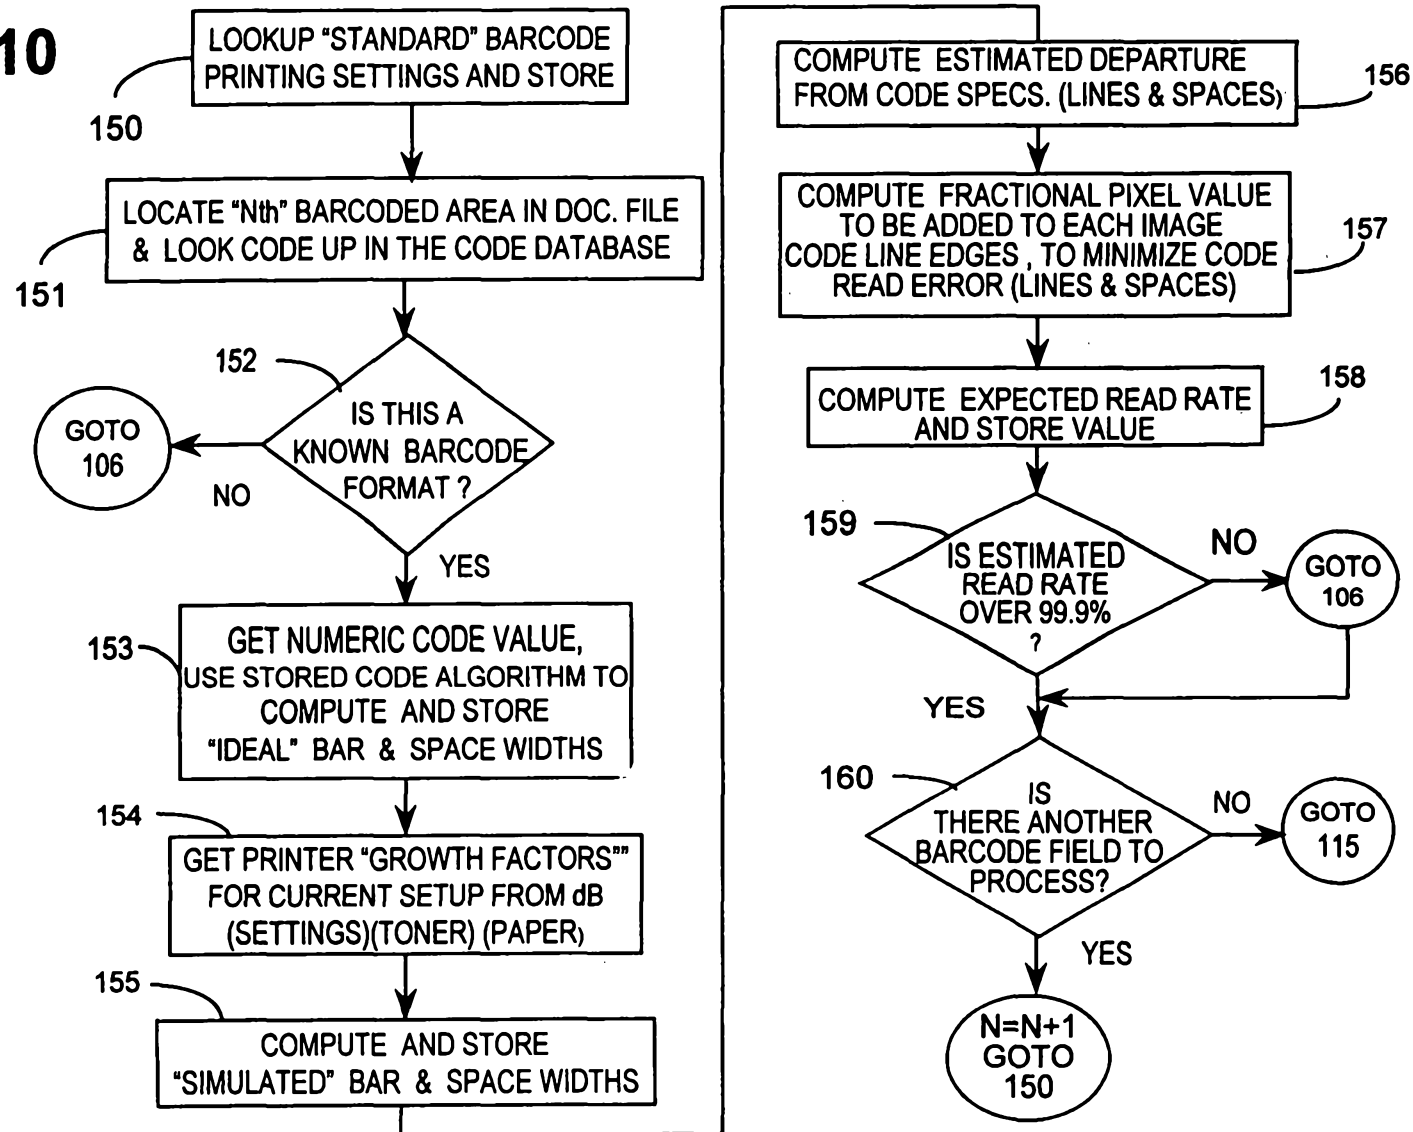 10
LOOKUP "STANDARD" BARCODE
PRINTING SETTINGS AND STORE
150
LOCATE "Nth" BARCODED AREA IN DOC. FILE
& LOOK CODE UP IN THE CODE DATABASE
151
152
IS THIS A
KNOWN BARCODE
FORMAT ?
GOTO
106
NO
YES
153
GET NUMERIC CODE VALUE,
USE STORED CODE ALGORITHM TO
COMPUTE AND STORE
"IDEAL" BAR & SPACE WIDTHS
154
GET PRINTER "GROWTH FACTORS""
FOR CURRENT SETUP FROM dB
(SETTINGS)(TONER) (PAPER)
155
COMPUTE AND STORE
"SIMULATED" BAR & SPACE WIDTHS
COMPUTE ESTIMATED DEPARTURE
FROM CODE SPECS. (LINES & SPACES)
156
COMPUTE FRACTIONAL PIXEL VALUE
TO BE ADDED TO EACH IMAGE
CODE LINE EDGES , TO MINIMIZE CODE
READ ERROR (LINES & SPACES)
157
COMPUTE EXPECTED READ RATE
AND STORE VALUE
158
159
IS ESTIMATED
READ RATE
OVER 99.9%
?
NO
GOTO
106
YES
160
IS
THERE ANOTHER
BARCODE FIELD TO
PROCESS?
NO
GOTO
115
YES
N=N+1
GOTO
150